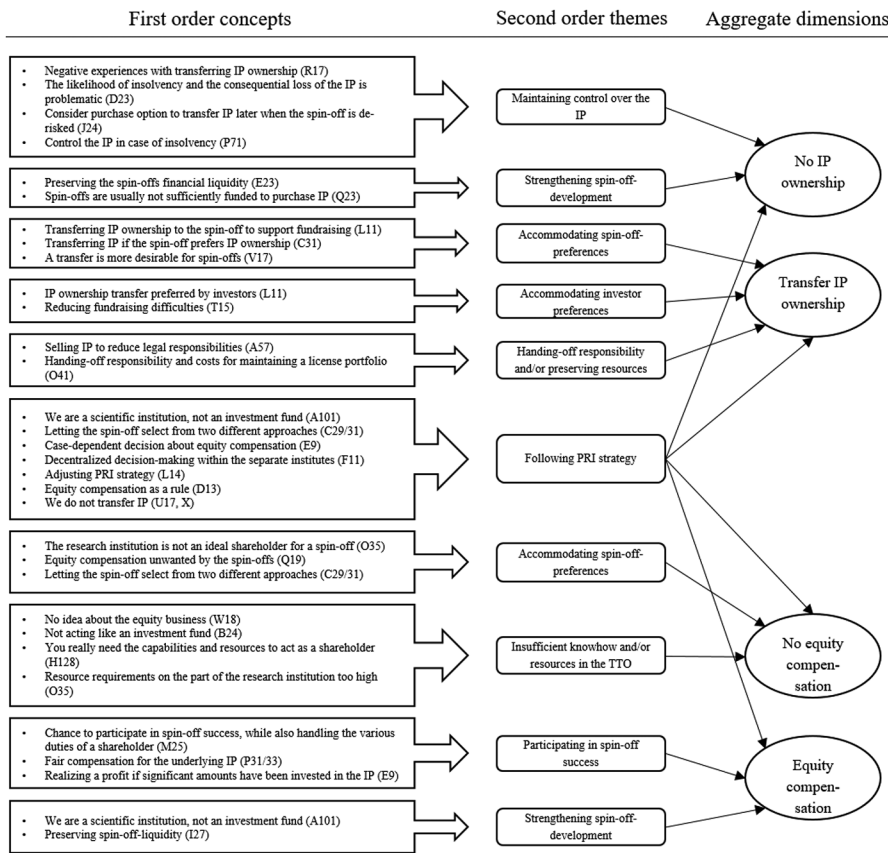 First order concepts
Second order themes
Aggregate dimensions
• Negative experiences with transferring IP ownership (R17)
• The likelihood of insolvency and the consequential loss of the IP is
problematic (D23)
• Consider purchase option to transfer IP later when the spin-off is de-
risked (J24)
• Control the IP in case of insolvency (P71)
Maintaining control over the
IP
No IP
ownership
• Preserving the spin-offs financial liquidity (E23)
• Spin-offs are usually not sufficiently funded to purchase IP (Q23)
Strengthening spin-off-
development
• Transferring IP ownership to the spin-off to support fundraising (L11)
• Transferring IP if the spin-off prefers IP ownership (C31)
• A transfer is more desirable for spin-offs (V17)
Accommodating spin-off-
preferences
Transfer IP
ownership
• IP ownership transfer preferred by investors (L11)
• Reducing fundraising difficulties (T15)
Accommodating investor
preferences
• Selling IP to reduce legal responsibilities (A57)
• Handing-off responsibility and costs for maintaining a license portfolio
(O41)
Handing-off responsibility
and/or preserving resources
• We are a scientific institution, not an investment fund (A101)
• Letting the spin-off select from two different approaches (C29/31)
• Case-dependent decision about equity compensation (E9)
• Decentralized decision-making within the separate institutes (F11)
• Adjusting PRI strategy (L14)
• Equity compensation as a rule (D13)
• We do not transfer IP (U17, X)
Following PRI strategy
• The research institution is not an ideal shareholder for a spin-off (O35)
• Equity compensation unwanted by the spin-offs (Q19)
• Letting the spin-off select from two different approaches (C29/31)
Accommodating spin-off-
preferences
• No idea about the equity business (W18)
• Not acting like an investment fund (B24)
• You really need the capabilities and resources to act as a shareholder
(H128)
• Resource requirements on the part of the research institution too high
(O35)
Insufficient knowhow and/or
resources in the TTO
No equity
compen-
sation
• Chance to participate in spin-off success, while also handling the various
duties of a shareholder (M25)
• Fair compensation for the underlying IP (P31/33)
• Realizing a profit if significant amounts have been invested in the IP (E9)
Participating in spin-off
success
Equity
compen-
sation
• We are a scientific institution, not an investment fund (A101)
• Preserving spin-off-liquidity (I27)
Strengthening spin-off-
development